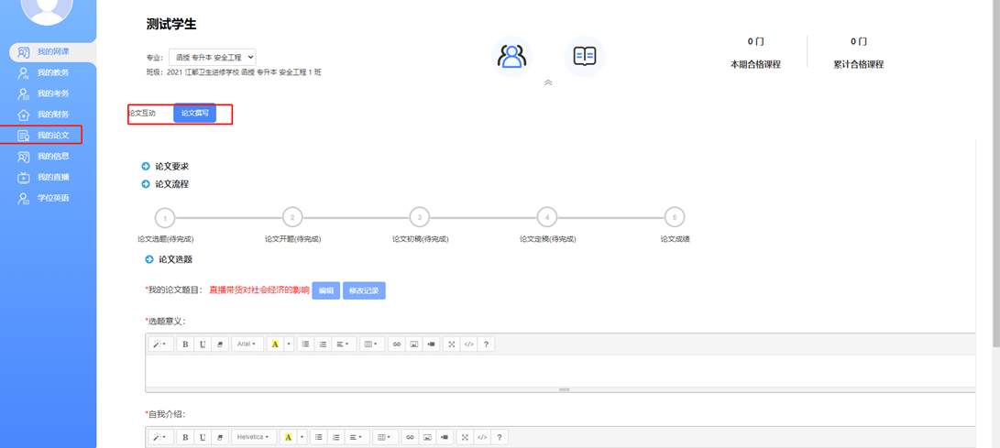 测试学生
专业： 函授 专升本 安全工程
班级：2021 江都卫生进修学校 函授 专升本 安全工程 1 班
0 门
本期合格课程
0 门
累计合格课程
我的网课
我的教务
我的考务
我的财务
我的论文
我的信息
我的直播
学位英语
论文互动 论文撰写
论文要求
论文流程
1 2 3 4 5
论文选题(待完成) 论文开题(待完成) 论文初稿(待完成) 论文定稿(待完成) 论文成绩
论文选题
*我的论文题目： 直播带货对社会经济的影响 编辑 修改记录
*选题意义：
B U Arial A </> ?
*自我介绍：
B U Helvetica A </> ?